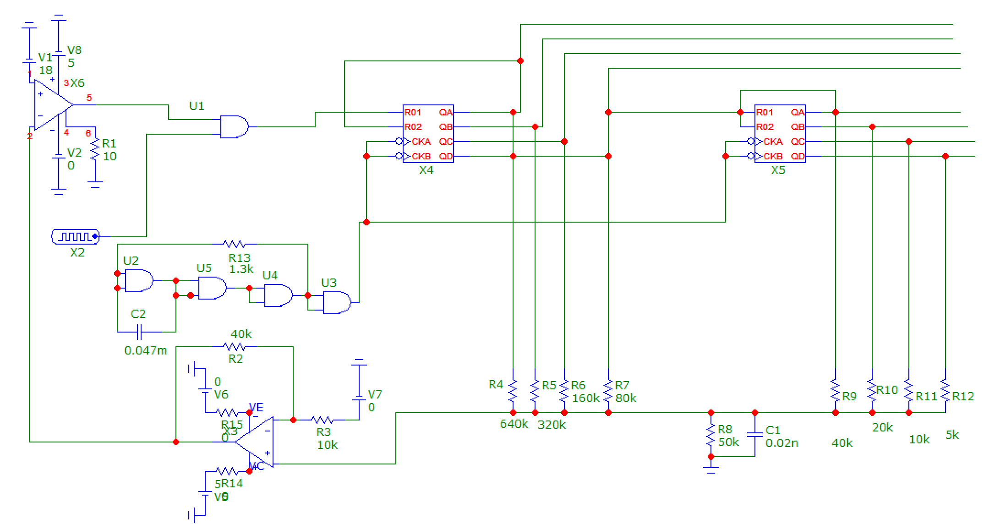 V8
5
V1
18
1
+
3
X6
+
5
−
−
4
6
2
R1
10
V2
0
U1
R01
QA
R02
QB
CKA
QC
CKB
QD
X4
R01
QA
R02
QB
CKA
QC
CKB
QD
X5
X2
R13
1.3k
U2
U5
U4
U3
C2
0.047m
40k
R2
0
V6
VE
−
R15
X3
0
−
+
VC
R3
10k
V7
0
5
R14
R4
640k
R5
320k
R6
160k
R7
80k
R8
50k
C1
0.02n
R9
40k
R10
20k
R11
10k
R12
5k